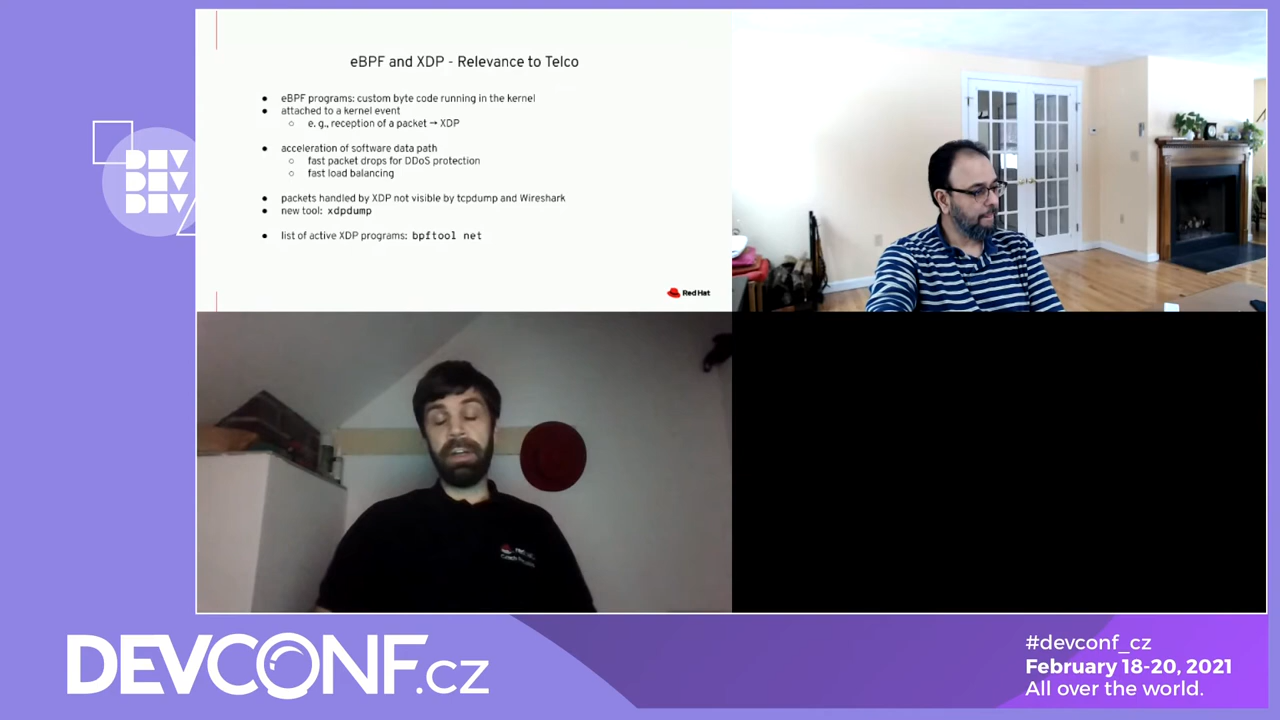 eBPF and XDP - Relevance to Telco
● eBPF programs: custom byte code running in the kernel
● attached to a kernel event
○ e. g., reception of a packet → XDP
● acceleration of software data path
○ fast packet drops for DDoS protection
○ fast load balancing
● packets handled by XDP not visible by tcpdump and Wireshark
● new tool: xdpdump
● list of active XDP programs: bpftool net
Red Hat
DEV
DEV
DEV
DEVCONF.cz
#devconf_cz
February 18-20, 2021
All over the world.